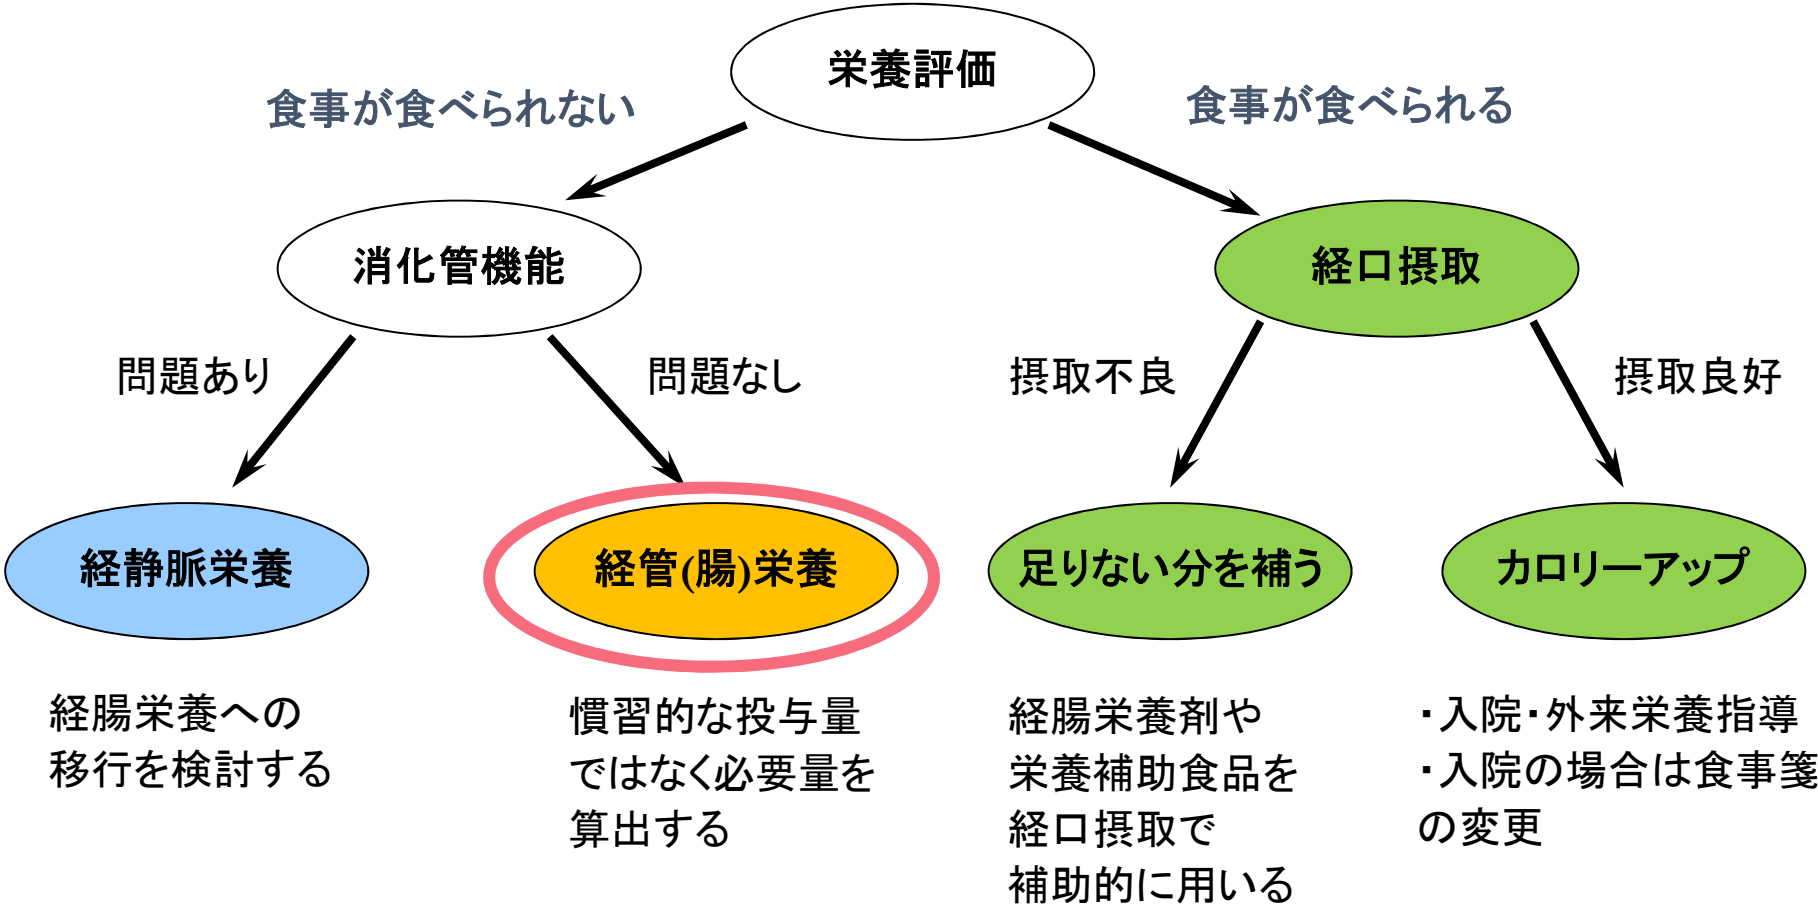 栄養評価
食事が食べられない
食事が食べられる
消化管機能
経口摂取
問題あり
問題なし
摂取不良
摂取良好
経静脈栄養
経管(腸)栄養
足りない分を補う
カロリーアップ
経腸栄養への
移行を検討する
慣習的な投与量
ではなく必要量を
算出する
経腸栄養剤や
栄養補助食品を
経口摂取で
補助的に用いる
・入院・外来栄養指導
・入院の場合は食事箋
の変更